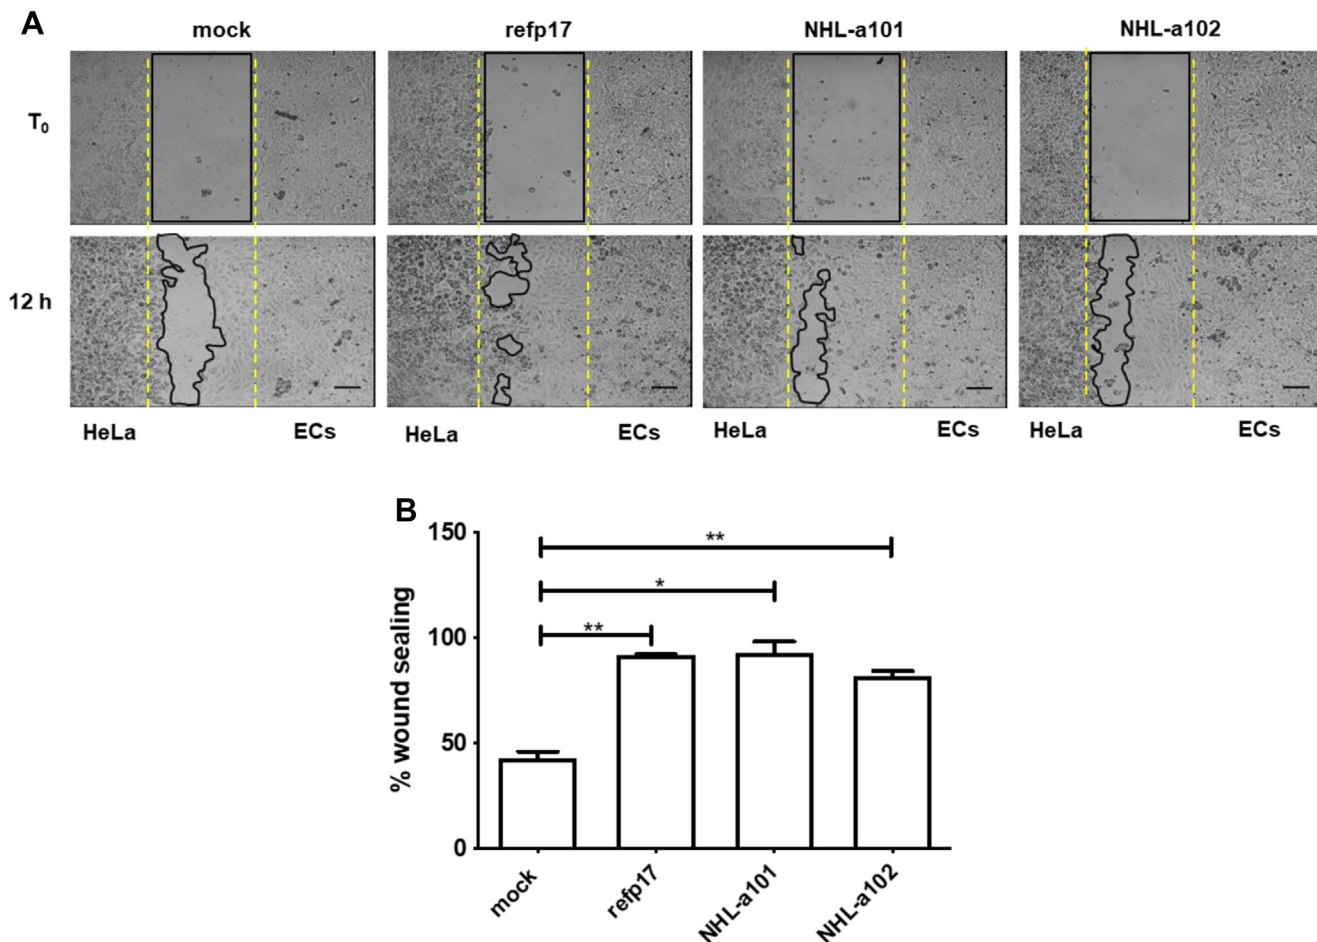 A
mock refp17 NHL-a101 NHL-a102
T₀
12 h
HeLa ECs HeLa ECs HeLa ECs HeLa ECs
B
% wound sealing
150
100
50
0
**
*
**
mock refp17 NHL-a101 NHL-a102